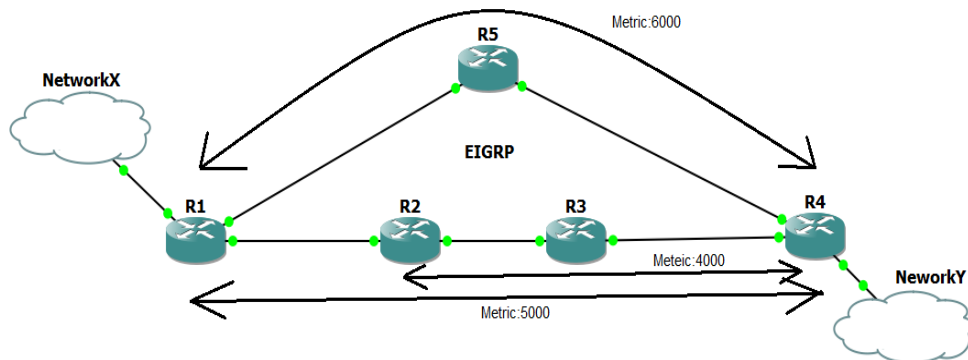 Metric:6000
R5
NetworkX
EIGRP
R1
R2
R3
R4
Meteic:4000
NeworkY
Metric:5000